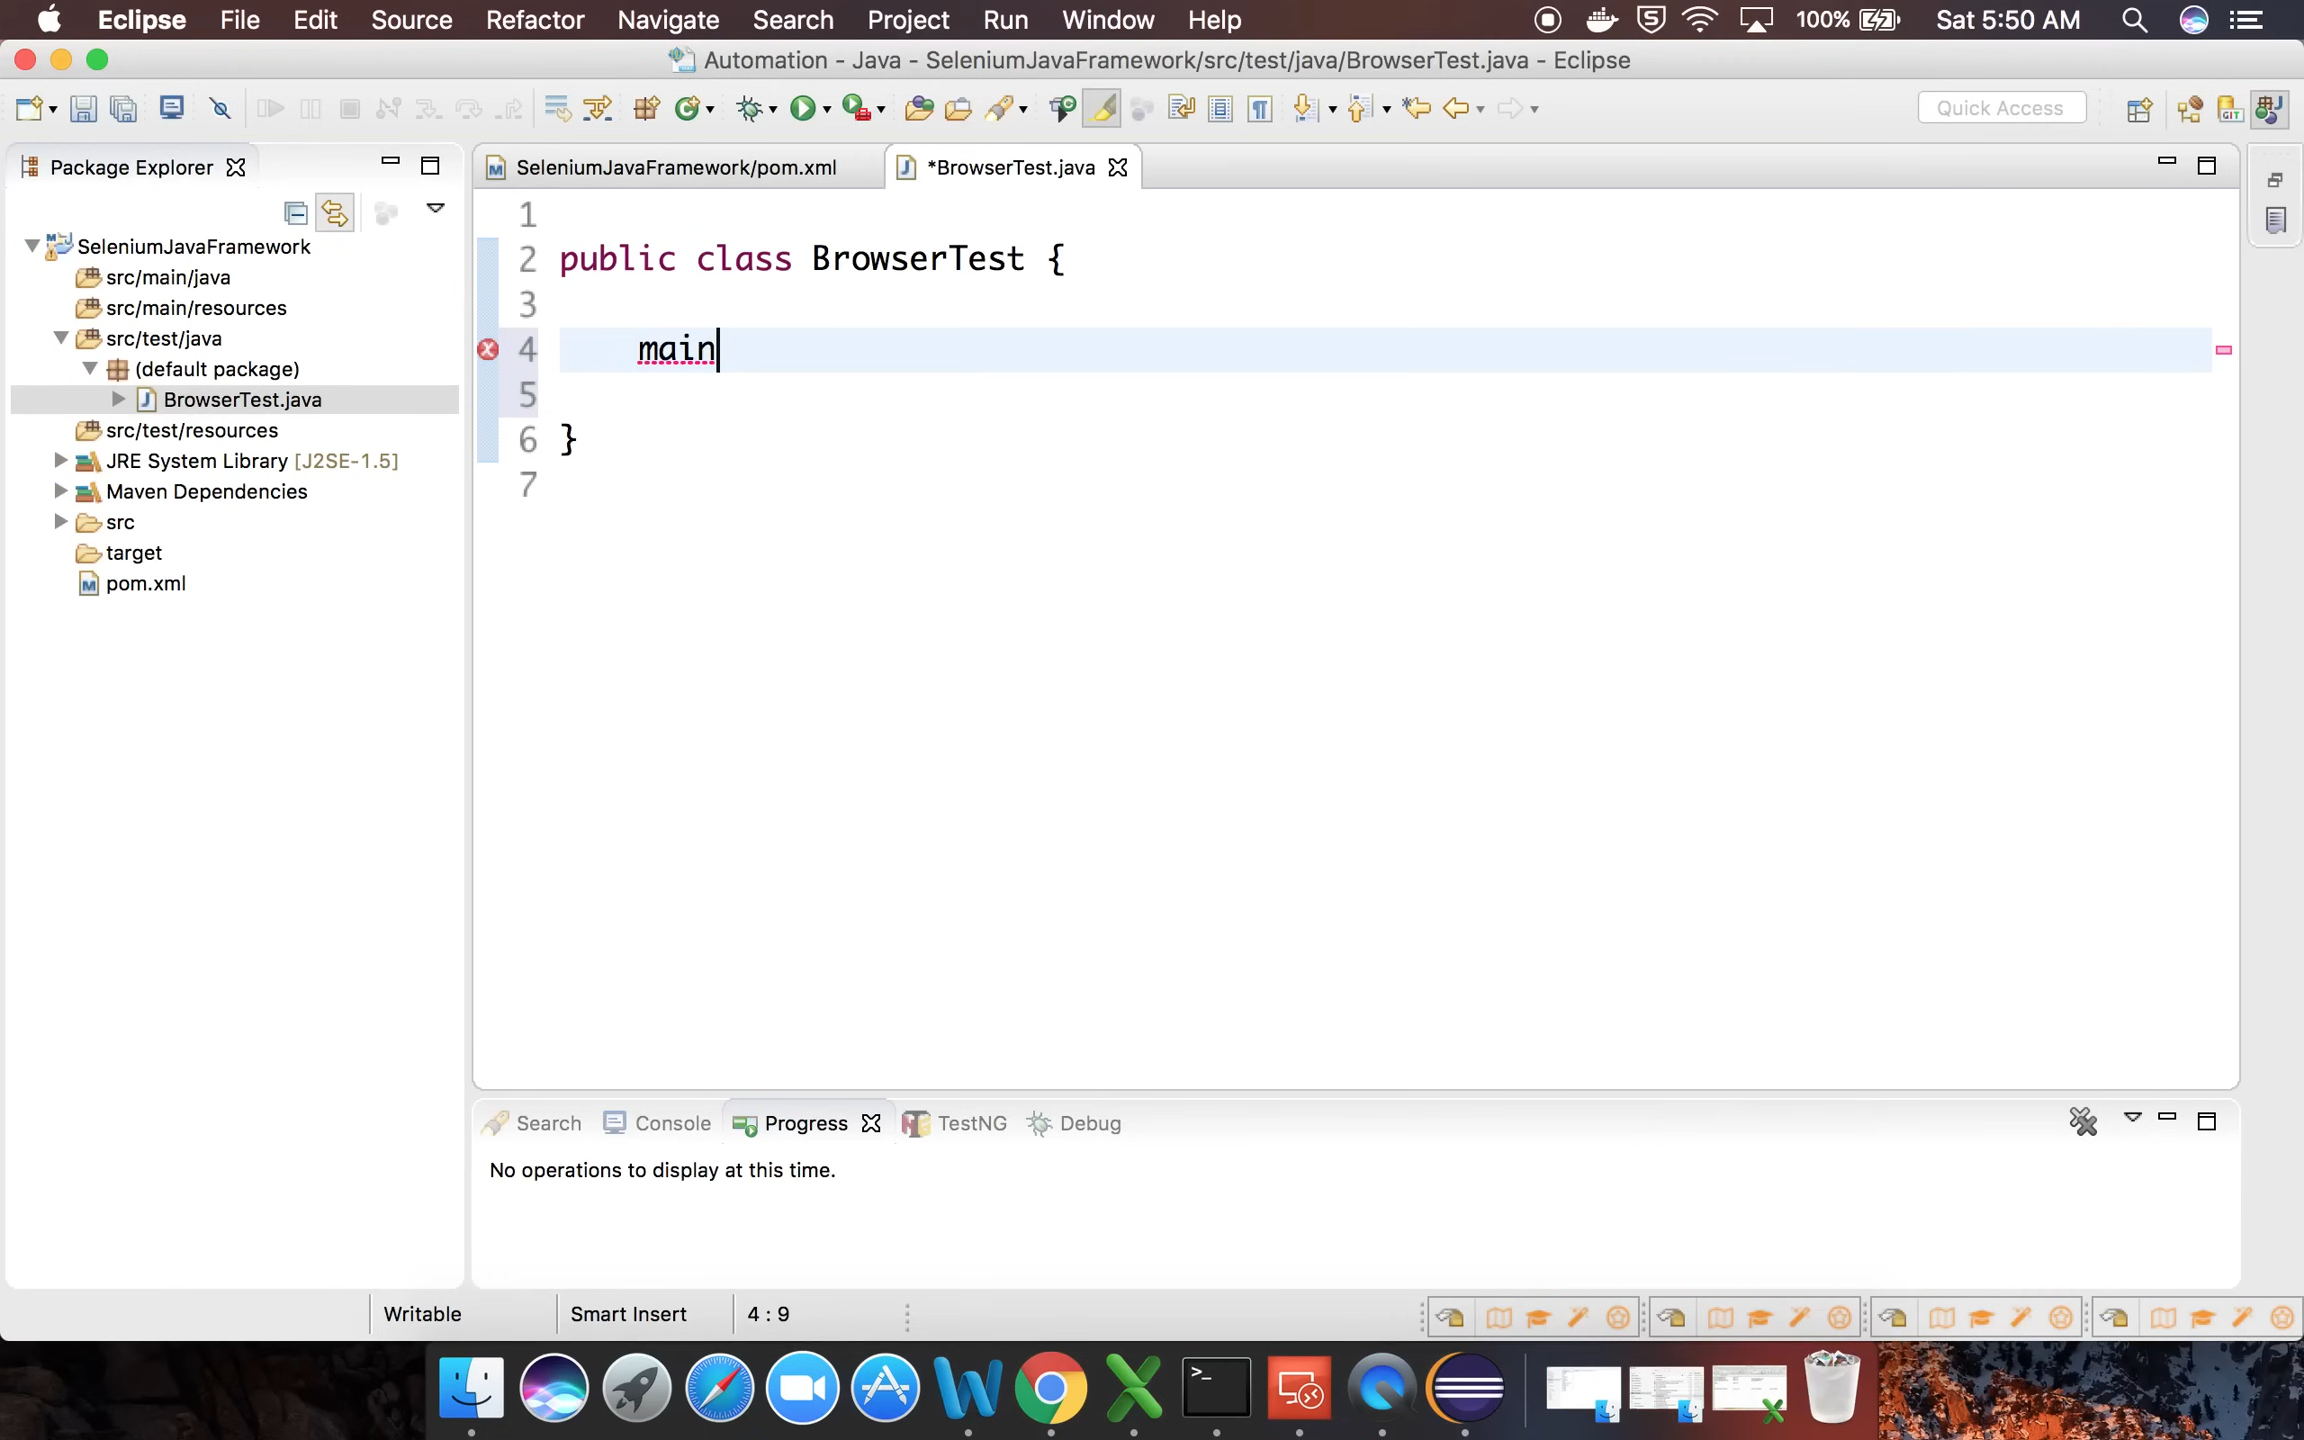 Eclipse File Edit Source Refactor Navigate Search Project Run Window Help 100% Sat 5:50 AM
Automation - Java - SeleniumJavaFramework/src/test/java/BrowserTest.java - Eclipse
Quick Access
Package Explorer
SeleniumJavaFramework/pom.xml
*BrowserTest.java
SeleniumJavaFramework
src/main/java
src/main/resources
src/test/java
(default package)
BrowserTest.java
src/test/resources
JRE System Library [J2SE-1.5]
Maven Dependencies
src
target
pom.xml
1
2 public class BrowserTest {
3
4 main
5
6 }
7
Search Console Progress TestNG Debug
No operations to display at this time.
Writable Smart Insert 4 : 9